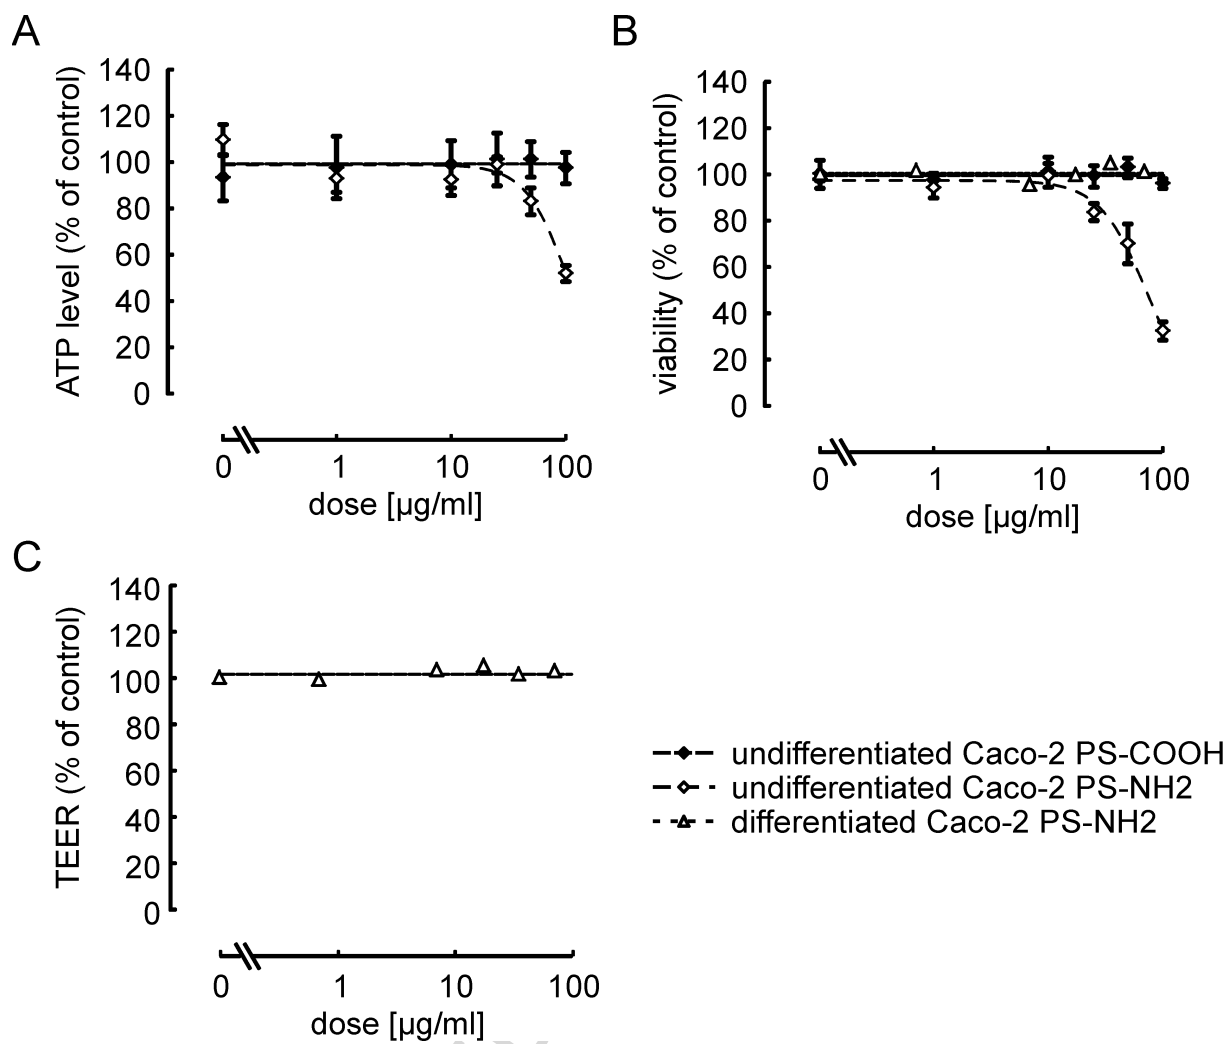 A
ATP level (% of control)
140
120
100
80
60
40
20
0
0 1 10 100
dose [µg/ml]
B
viability (% of control)
140
120
100
80
60
40
20
0
0 1 10 100
dose [µg/ml]
C
TEER (% of control)
140
120
100
80
60
40
20
0
0 1 10 100
dose [µg/ml]
undifferentiated Caco-2 PS-COOH
undifferentiated Caco-2 PS-NH2
differentiated Caco-2 PS-NH2